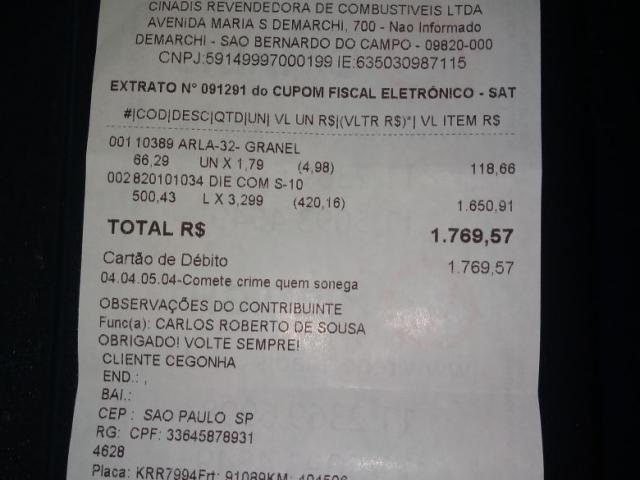 CINADIS REVENDEDORA DE COMBUSTIVEIS LTDA
AVENIDA MARIA S DEMARCHI, 700 - Nao Informado
DEMARCHI - SAO BERNARDO DO CAMPO - 09820-000
CNPJ:59149997000199 IE:635030987115
EXTRATO Nº 091291 do CUPOM FISCAL ELETRÔNICO - SAT
#|COD|DESC|QTD|UN| VL UN R$|(VLTR R$)*| VL ITEM R$
001 10389 ARLA-32- GRANEL
66,29 UN X 1,79 (4,98) 118,66
002 820101034 DIE COM S-10
500,43 L X 3,299 (420,16) 1.650,91
TOTAL R$ 1.769,57
Cartão de Débito 1.769,57
04.04.05.04-Comete crime quem sonega
OBSERVAÇÕES DO CONTRIBUINTE
Func(a): CARLOS ROBERTO DE SOUSA
OBRIGADO! VOLTE SEMPRE!
CLIENTE CEGONHA
END.: ,
BAI.:
CEP : SAO PAULO SP
RG: CPF: 33645878931
4628
Placa: KRR7994Frt: 91089KM: